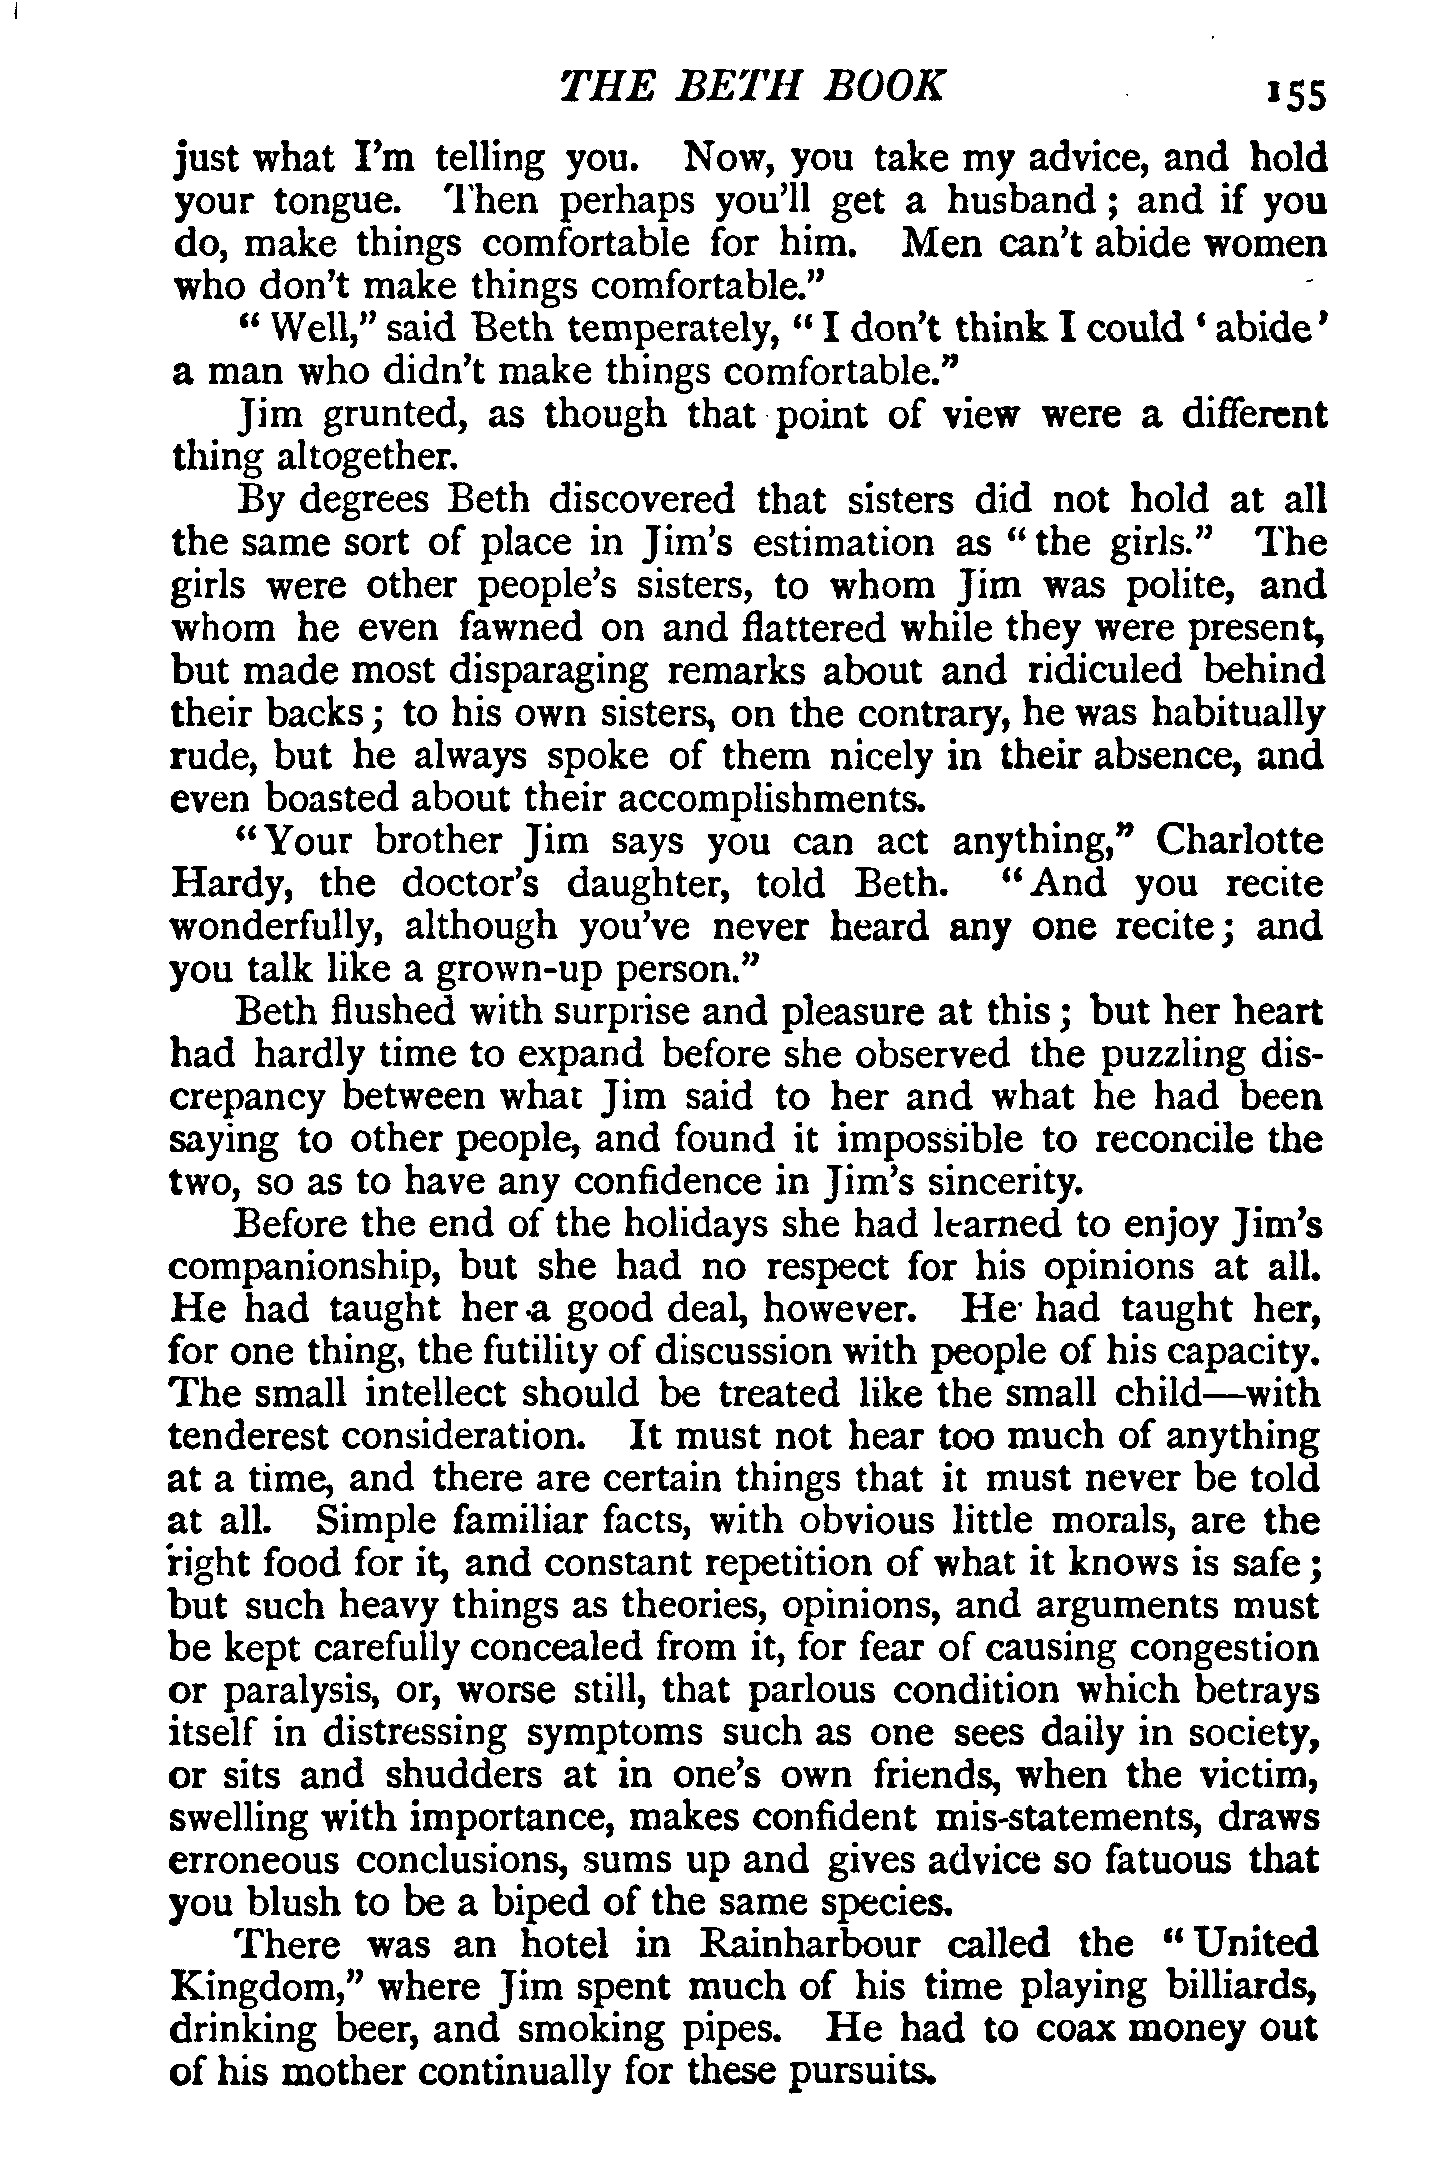 THE BETH BOOK 155
just what I'm telling you. Now, you take my advice, and hold
your tongue. Then perhaps you'll get a husband ; and if you
do, make things comfortable for him. Men can't abide women
who don't make things comfortable."
" Well," said Beth temperately, " I don't think I could ' abide '
a man who didn't make things comfortable."
Jim grunted, as though that point of view were a different
thing altogether.
By degrees Beth discovered that sisters did not hold at all
the same sort of place in Jim's estimation as " the girls." The
girls were other people's sisters, to whom Jim was polite, and
whom he even fawned on and flattered while they were present,
but made most disparaging remarks about and ridiculed behind
their backs ; to his own sisters, on the contrary, he was habitually
rude, but he always spoke of them nicely in their absence, and
even boasted about their accomplishments.
" Your brother Jim says you can act anything," Charlotte
Hardy, the doctor's daughter, told Beth. " And you recite
wonderfully, although you've never heard any one recite ; and
you talk like a grown-up person."
Beth flushed with surprise and pleasure at this ; but her heart
had hardly time to expand before she observed the puzzling dis-
crepancy between what Jim said to her and what he had been
saying to other people, and found it impossible to reconcile the
two, so as to have any confidence in Jim's sincerity.
Before the end of the holidays she had learned to enjoy Jim's
companionship, but she had no respect for his opinions at all.
He had taught her a good deal, however. He had taught her,
for one thing, the futility of discussion with people of his capacity.
The small intellect should be treated like the small child—with
tenderest consideration. It must not hear too much of anything
at a time, and there are certain things that it must never be told
at all. Simple familiar facts, with obvious little morals, are the
right food for it, and constant repetition of what it knows is safe ;
but such heavy things as theories, opinions, and arguments must
be kept carefully concealed from it, for fear of causing congestion
or paralysis, or, worse still, that parlous condition which betrays
itself in distressing symptoms such as one sees daily in society,
or sits and shudders at in one's own friends, when the victim,
swelling with importance, makes confident mis-statements, draws
erroneous conclusions, sums up and gives advice so fatuous that
you blush to be a biped of the same species.
There was an hotel in Rainharbour called the " United
Kingdom," where Jim spent much of his time playing billiards,
drinking beer, and smoking pipes. He had to coax money out
of his mother continually for these pursuits.